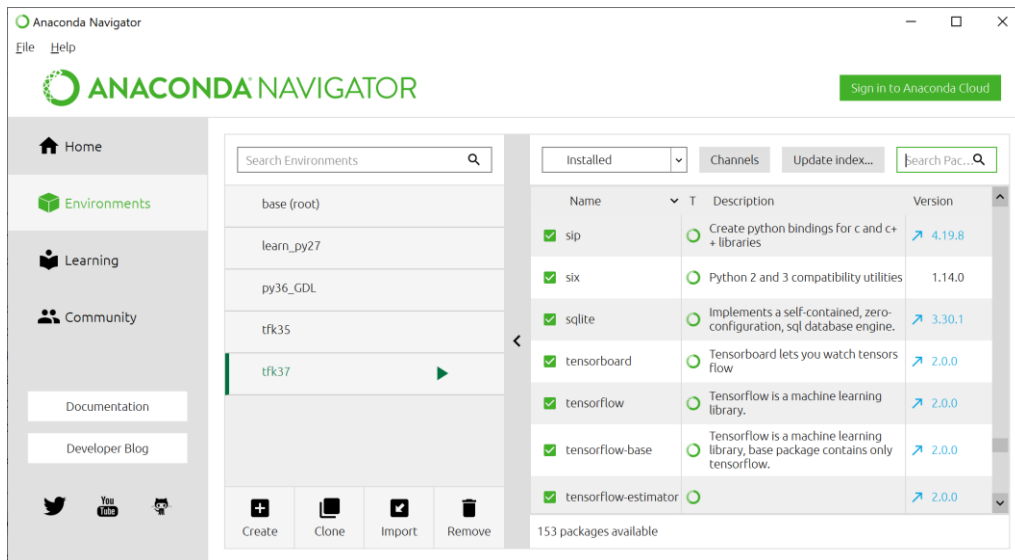 Anaconda Navigator
File Help
ANACONDA NAVIGATOR
Sign in to Anaconda Cloud
Home
Environments
Learning
Community
Documentation
Developer Blog
You
Tube
Search Environments
base (root)
learn_py27
py36_GDL
tfk35
tfk37
Create Clone Import Remove
Installed Channels Update index... Search Pac...
Name T Description Version
sip Create python bindings for c and c+
+ libraries 4.19.8
six Python 2 and 3 compatibility utilities 1.14.0
sqlite Implements a self-contained, zero-
configuration, sql database engine. 3.30.1
tensorboard Tensorboard lets you watch tensors
flow 2.0.0
tensorflow Tensorflow is a machine learning
library. 2.0.0
tensorflow-base Tensorflow is a machine learning
library, base package contains only
tensorflow. 2.0.0
tensorflow-estimator 2.0.0
153 packages available